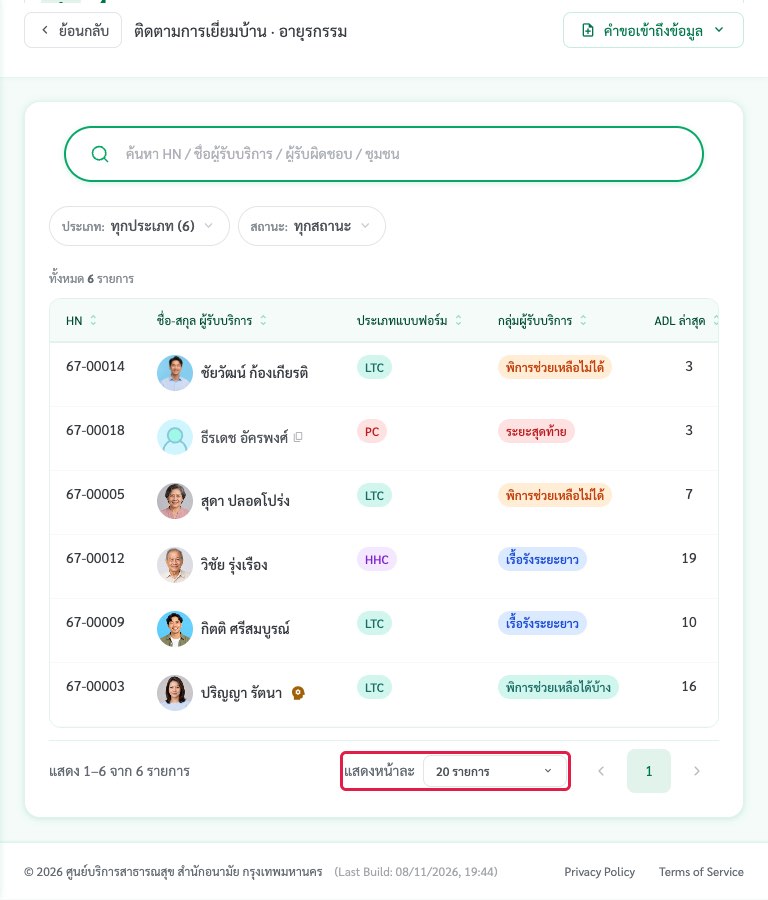 ย้อนกลับ ติดตามการเยี่ยมบ้าน · อายุรกรรม คำขอเข้าถึงข้อมูล
ค้นหา HN / ชื่อผู้รับบริการ / ผู้รับผิดชอบ / ชุมชน
ประเภท: ทุกประเภท (6) สถานะ: ทุกสถานะ
ทั้งหมด 6 รายการ
HN ชื่อ-สกุล ผู้รับบริการ ประเภทแบบฟอร์ม กลุ่มผู้รับบริการ ADL ล่าสุด
67-00014 ชัยวัฒน์ ก้องเกียรติ LTC พิการช่วยเหลือไม่ได้ 3
67-00018 ธีรเดช อัครพงศ์ PC ระยะสุดท้าย 3
67-00005 สุดา ปลอดโปร่ง LTC พิการช่วยเหลือไม่ได้ 7
67-00012 วิชัย รุ่งเรือง HHC เรื้อรังระยะยาว 19
67-00009 กิตติ ศรีสมบูรณ์ LTC เรื้อรังระยะยาว 10
67-00003 ปริญญา รัตนา LTC พิการช่วยเหลือได้บ้าง 16
แสดง 1–6 จาก 6 รายการ แสดงหน้าละ 20 รายการ 1
© 2026 ศูนย์บริการสาธารณสุข สำนักอนามัย กรุงเทพมหานคร (Last Build: 08/11/2026, 19:44) Privacy Policy Terms of Service